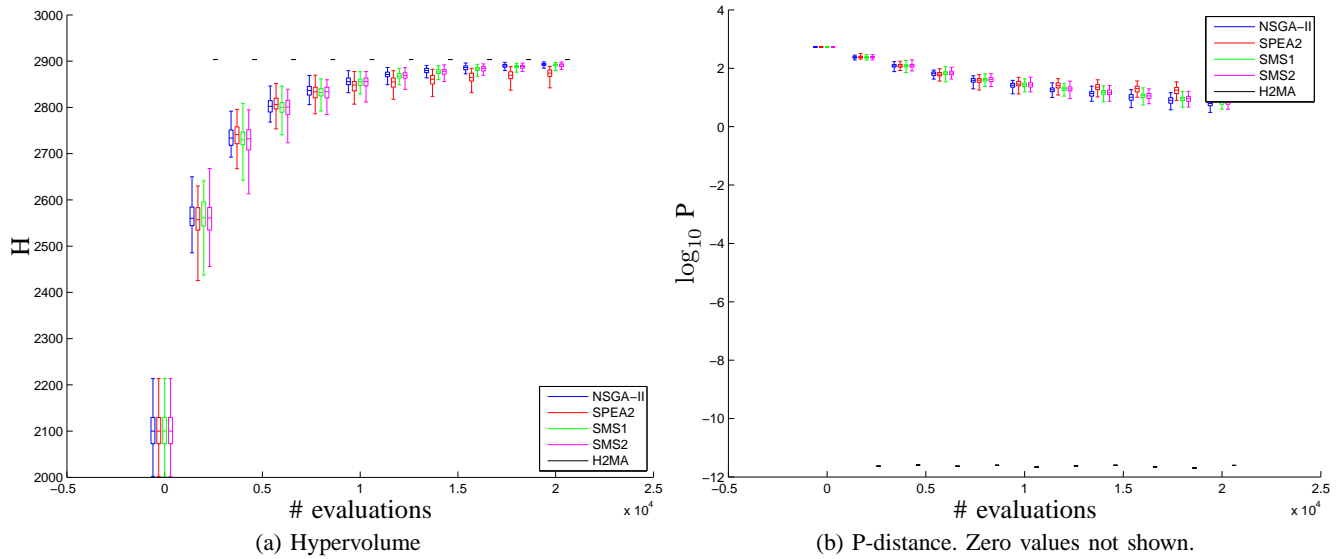 3000
2900
2800
2700
2600
2500
2400
2300
2200
2100
2000
H
−0.5
0
0.5
1
1.5
2
2.5
x 10^4
# evaluations
NSGA−II
SPEA2
SMS1
SMS2
H2MA
(a) Hypervolume
4
2
0
−2
−4
−6
−8
−10
−12
log10 P
−0.5
0
0.5
1
1.5
2
2.5
x 10^4
# evaluations
NSGA−II
SPEA2
SMS1
SMS2
H2MA
(b) P-distance. Zero values not shown.